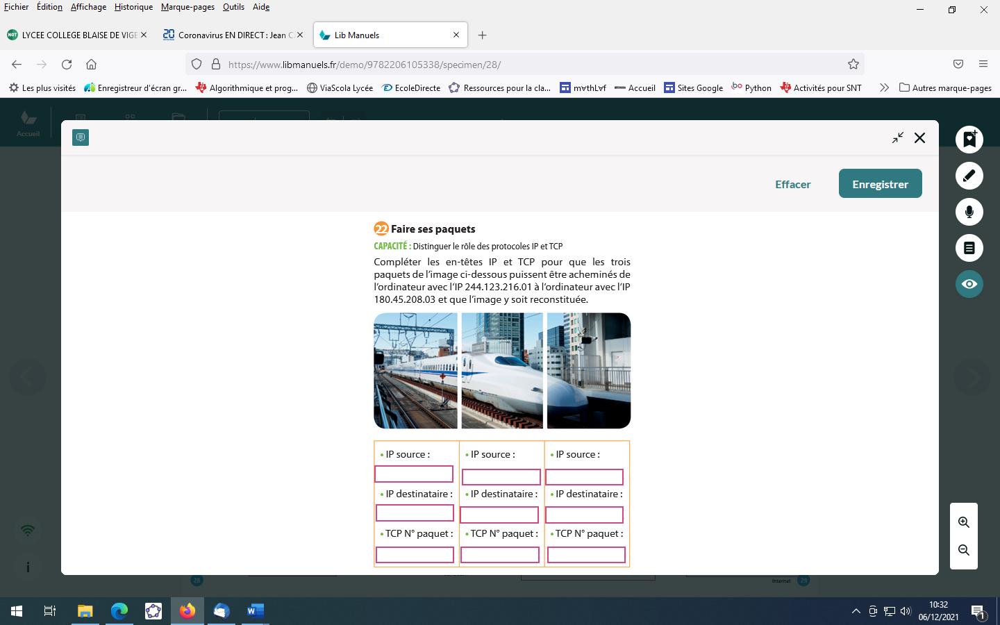 Fichier Édition Affichage Historique Marque-pages Outils Aide
LYCEE COLLEGE BLAISE DE VIGE
20 Coronavirus EN DIRECT : Jean C
Lib Manuels
https://www.libmanuels.fr/demo/9782206105338/specimen/28/
Les plus visités Enregistreur d'écran gr... Algorithmique et prog... ViaScola Lycée EcoleDirecte Ressources pour la cla... m∀thL∀f Accueil Sites Google Python Activités pour SNT Autres marque-pages
Accueil
Effacer Enregistrer
22 Faire ses paquets
CAPACITÉ : Distinguer le rôle des protocoles IP et TCP
Compléter les en-têtes IP et TCP pour que les trois
paquets de l'image ci-dessous puissent être acheminés de
l'ordinateur avec l'IP 244.123.216.01 à l'ordinateur avec l'IP
180.45.208.03 et que l'image y soit reconstituée.
• IP source : • IP source : • IP source :
• IP destinataire : • IP destinataire : • IP destinataire :
• TCP N° paquet : • TCP N° paquet : • TCP N° paquet :
28 Internet 29
10:32
06/12/2021
1